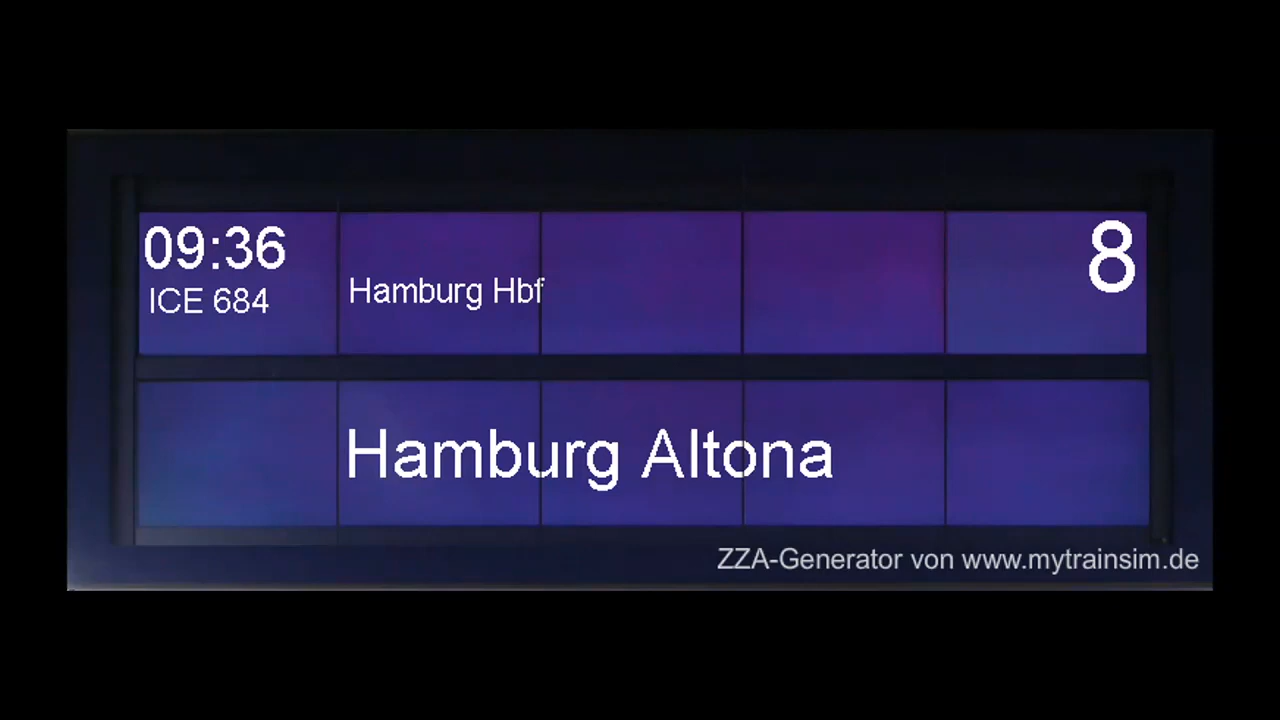 09:36
8
ICE 684
Hamburg Hbf
Hamburg Altona
ZZA-Generator von www.mytrainsim.de